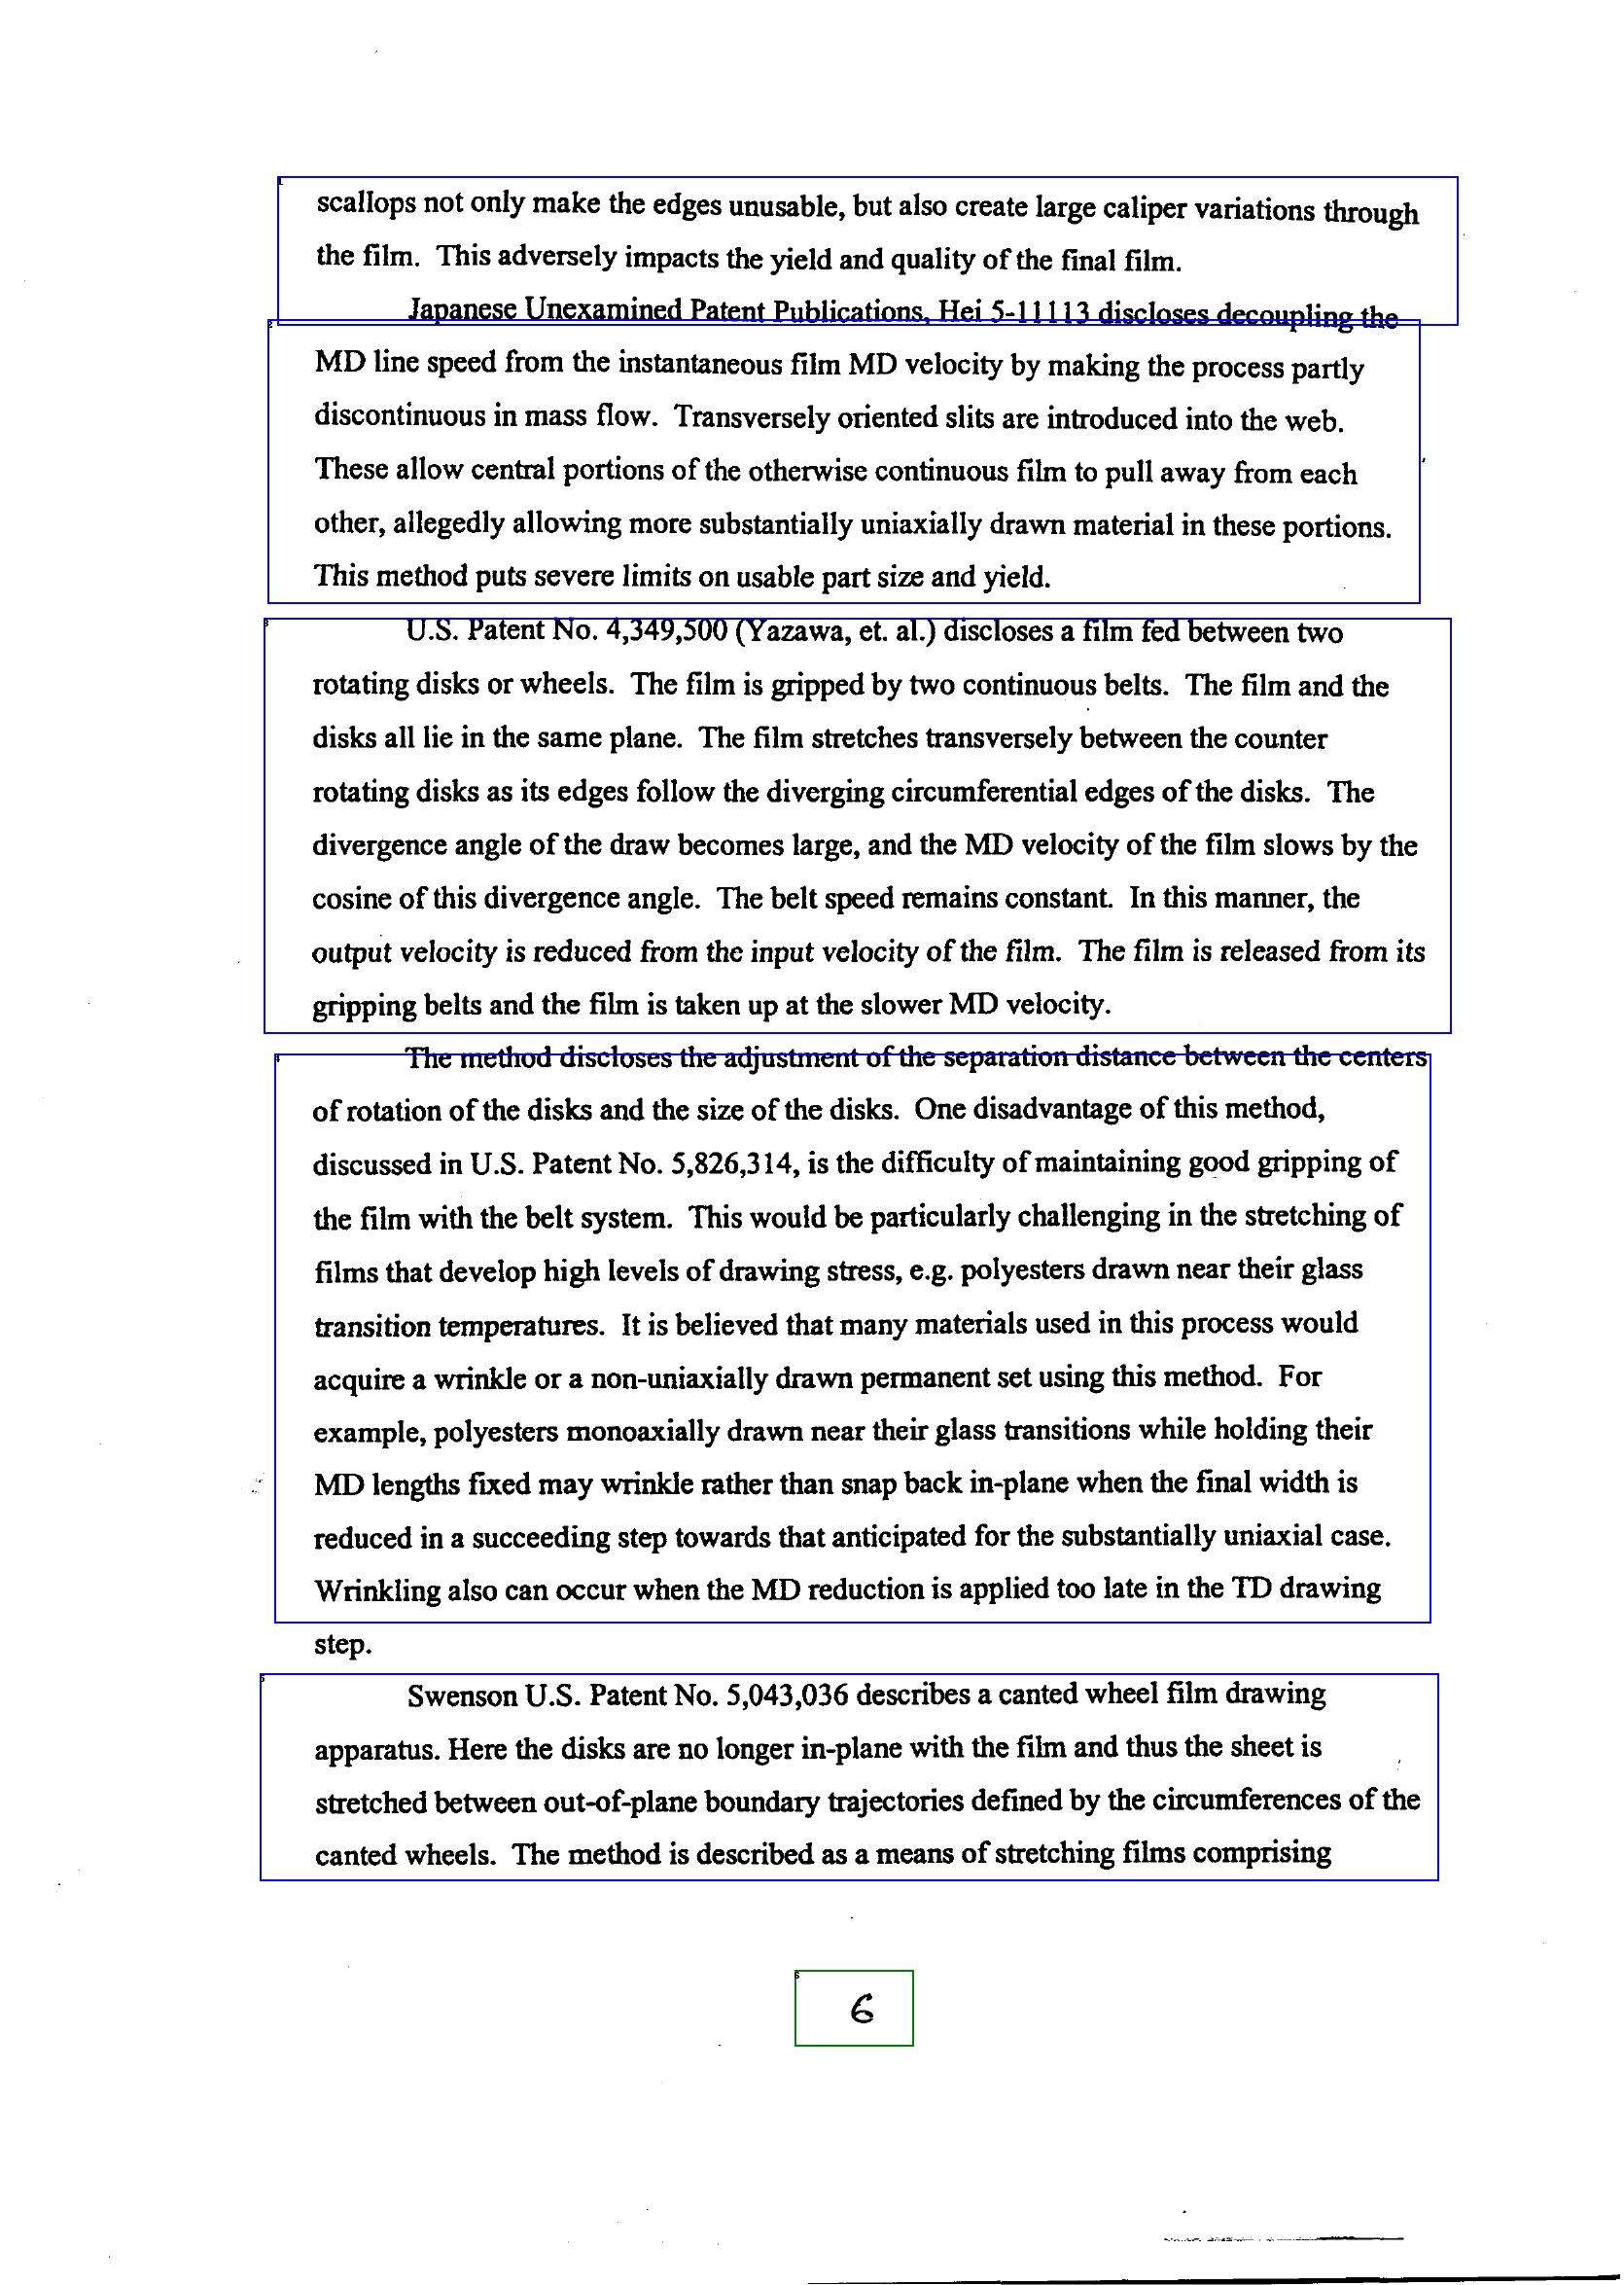 scallops not only make the edges unusable, but also create large caliper variations through
the film. This adversely impacts the yield and quality of the final film.
Japanese Unexamined Patent Publications, Hei 5-11113 discloses decoupling the
MD line speed from the instantaneous film MD velocity by making the process partly
discontinuous in mass flow. Transversely oriented slits are introduced into the web.
These allow central portions of the otherwise continuous film to pull away from each
other, allegedly allowing more substantially uniaxially drawn material in these portions.
This method puts severe limits on usable part size and yield.
U.S. Patent No. 4,349,500 (Yazawa, et. al.) discloses a film fed between two
rotating disks or wheels. The film is gripped by two continuous belts. The film and the
disks all lie in the same plane. The film stretches transversely between the counter
rotating disks as its edges follow the diverging circumferential edges of the disks. The
divergence angle of the draw becomes large, and the MD velocity of the film slows by the
cosine of this divergence angle. The belt speed remains constant. In this manner, the
output velocity is reduced from the input velocity of the film. The film is released from its
gripping belts and the film is taken up at the slower MD velocity.
The method discloses the adjustment of the separation distance between the centers
of rotation of the disks and the size of the disks. One disadvantage of this method,
discussed in U.S. Patent No. 5,826,314, is the difficulty of maintaining good gripping of
the film with the belt system. This would be particularly challenging in the stretching of
films that develop high levels of drawing stress, e.g. polyesters drawn near their glass
transition temperatures. It is believed that many materials used in this process would
acquire a wrinkle or a non-uniaxially drawn permanent set using this method. For
example, polyesters monoaxially drawn near their glass transitions while holding their
MD lengths fixed may wrinkle rather than snap back in-plane when the final width is
reduced in a succeeding step towards that anticipated for the substantially uniaxial case.
Wrinkling also can occur when the MD reduction is applied too late in the TD drawing
step.
Swenson U.S. Patent No. 5,043,036 describes a canted wheel film drawing
apparatus. Here the disks are no longer in-plane with the film and thus the sheet is
stretched between out-of-plane boundary trajectories defined by the circumferences of the
canted wheels. The method is described as a means of stretching films comprising
6